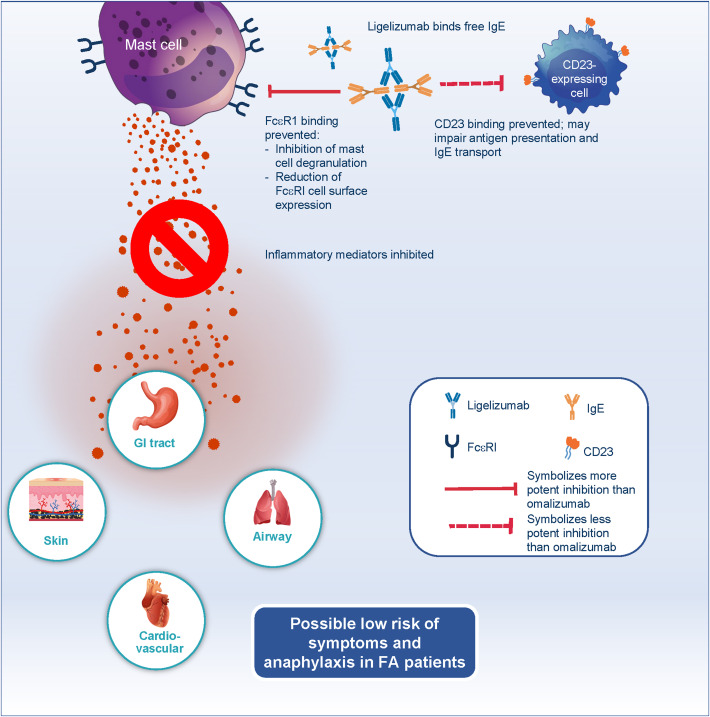 Mast cell
Ligelizumab binds free IgE
CD23-
expressing
cell
FcεR1 binding
prevented:
- Inhibition of mast
cell degranulation
- Reduction of
FcεRI cell surface
expression
CD23 binding prevented; may
impair antigen presentation and
IgE transport
Inflammatory mediators inhibited
GI tract
Skin
Airway
Cardio-
vascular
Ligelizumab
IgE
FcεRI
CD23
Symbolizes more
potent inhibition than
omalizumab
Symbolizes less
potent inhibition
than omalizumab
Possible low risk of
symptoms and
anaphylaxis in FA patients